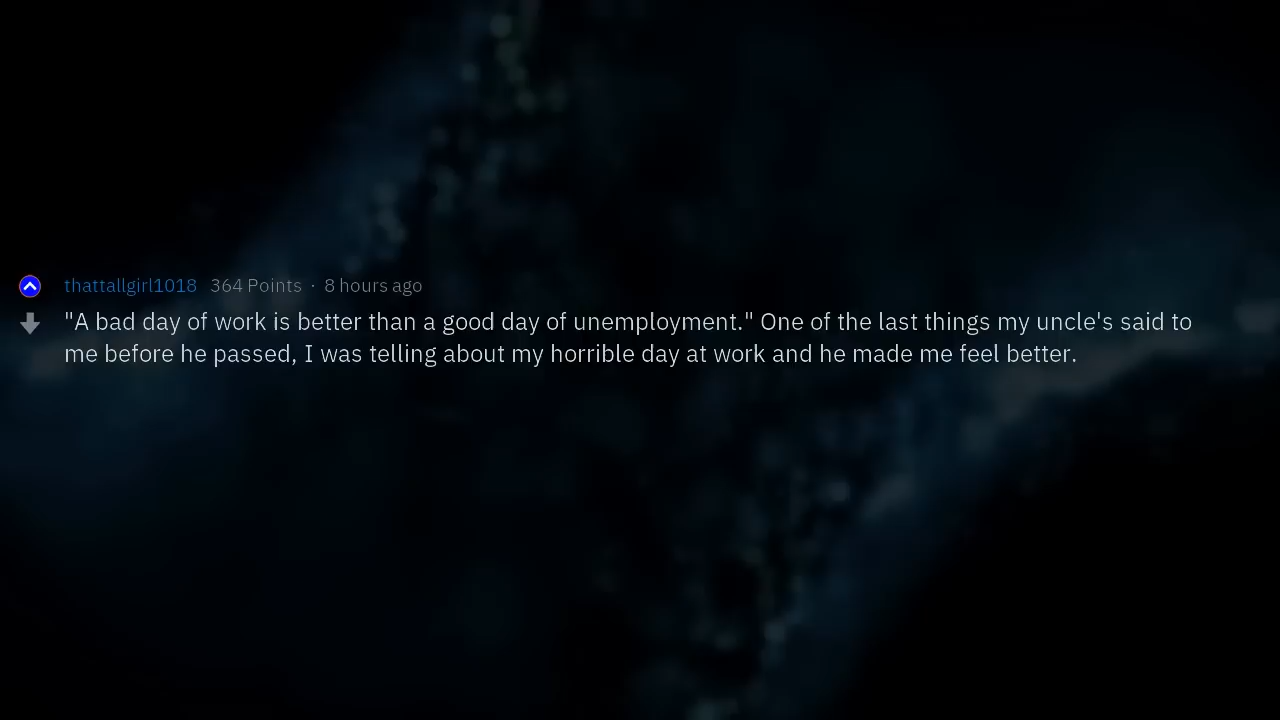 thattallgirl1018 364 Points · 8 hours ago
"A bad day of work is better than a good day of unemployment." One of the last things my uncle's said to
me before he passed, I was telling about my horrible day at work and he made me feel better.